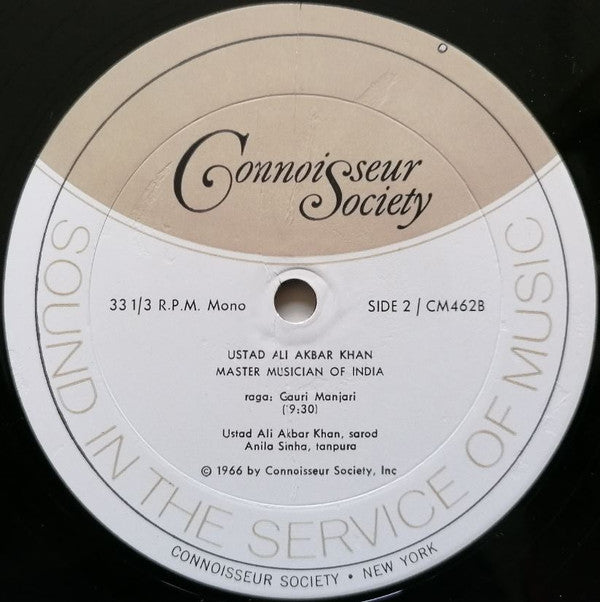 Connoisseur
Society
33 1/3 R.P.M. Mono
SIDE 2 / CM462B
USTAD ALI AKBAR KHAN
MASTER MUSICIAN OF INDIA
raga: Gauri Manjari
Ustad Ali Akbar Khan, sarod
Anila Sinha, tanpura
© 1966 by Connoisseur Society, Inc
SOUND IN THE SERVICE OF MUSIC
CONNOISSEUR SOCIETY • NEW YORK